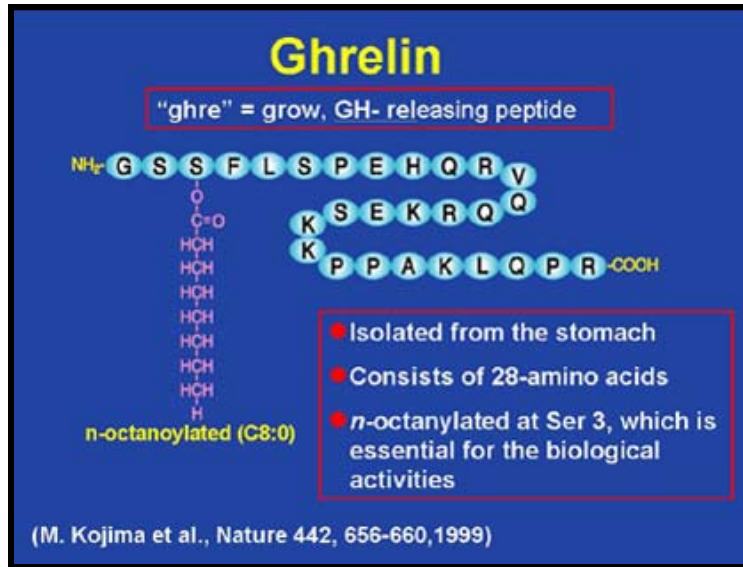 Ghrelin
“ghre” = grow, GH- releasing peptide
NH₂- G S S F L S P E H Q R V
O
C=O
HCH
HCH
HCH
HCH
HCH
HCH
HCH
H
K S E K R Q Q
K P P A K L Q P R -COOH
n-octanoylated (C8:0)
Isolated from the stomach
Consists of 28-amino acids
n-octanylated at Ser 3, which is
essential for the biological
activities
(M. Kojima et al., Nature 442, 656-660,1999)